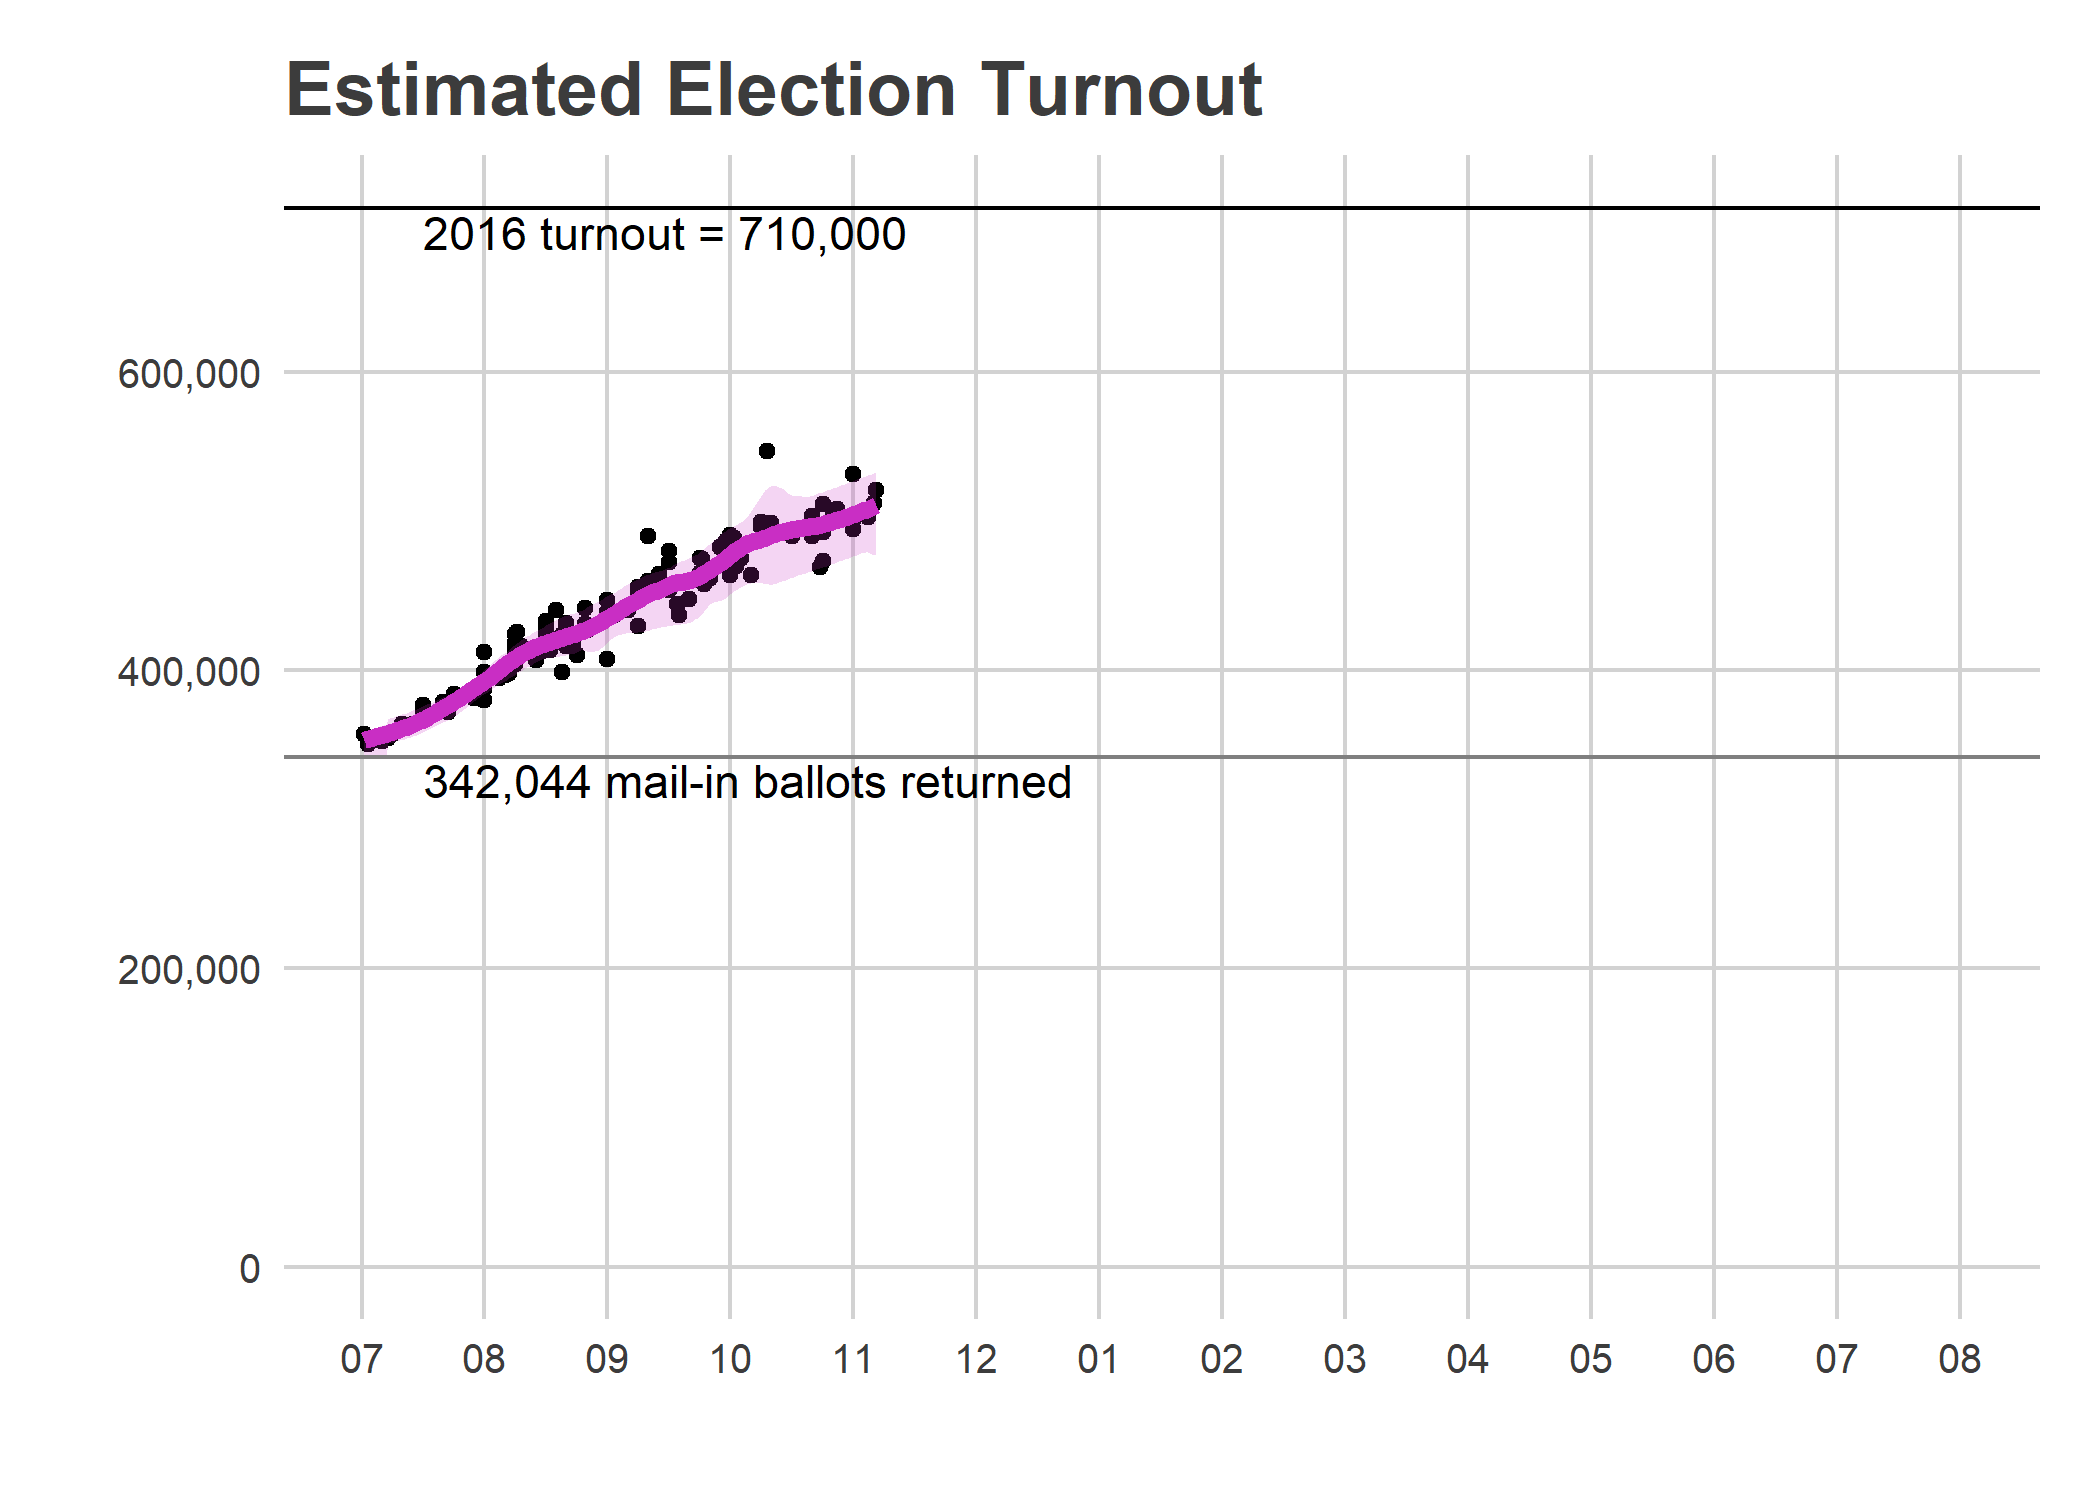 Estimated Election Turnout
2016 turnout = 710,000
600,000
400,000
342,044 mail-in ballots returned
200,000
0
07 08 09 10 11 12 01 02 03 04 05 06 07 08